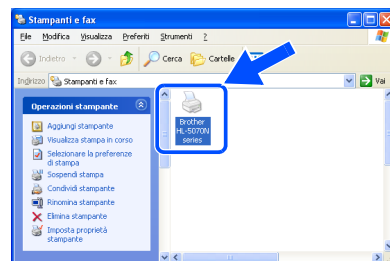 Stampanti e fax
File Modifica Visualizza Preferiti Strumenti ?
Indietro Cerca Cartelle
Indirizzo Stampanti e fax Vai
Operazioni stampante
Aggiungi stampante
Visualizza stampa in corso
Selezionare la preferenze
di stampa
Sospendi stampa
Condividi stampante
Rinomina stampante
Elimina stampante
Imposta proprietà
stampante
Brother
HL-5070N
series